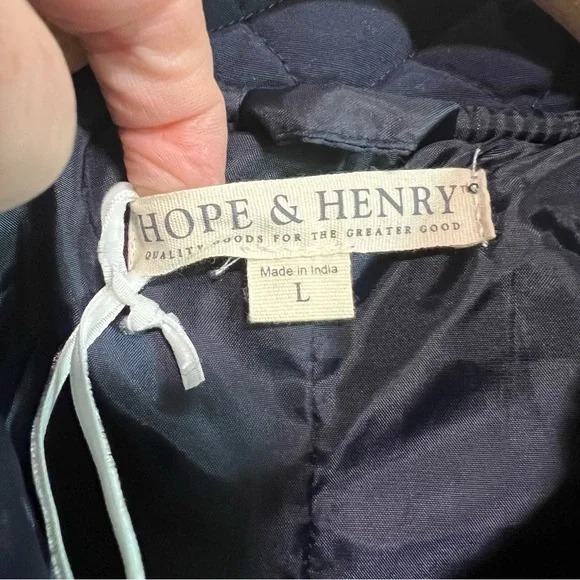 HOPE & HENRY™
QUALITY GOODS FOR THE GREATER GOOD
Made in India
L